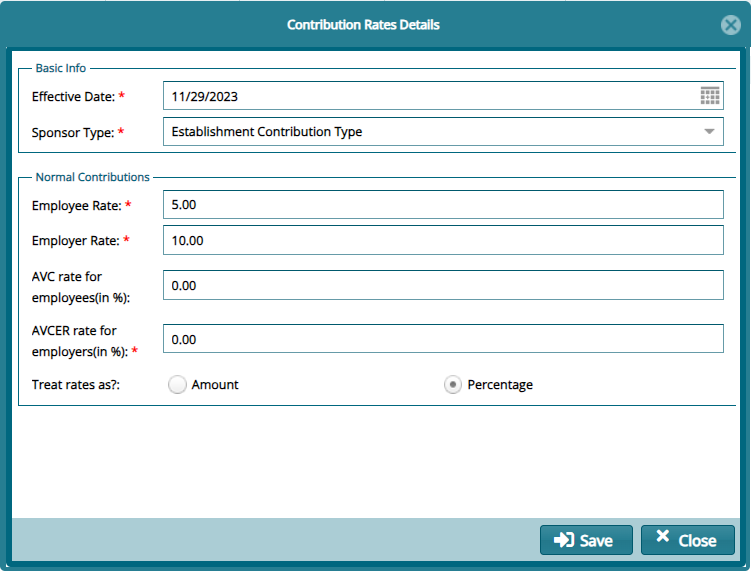 Contribution Rates Details
Basic Info
Effective Date: * 11/29/2023
Sponsor Type: * Establishment Contribution Type
Normal Contributions
Employee Rate: * 5.00
Employer Rate: * 10.00
AVC rate for
employees(in %): 0.00
AVCER rate for
employers(in %): * 0.00
Treat rates as?: Amount Percentage
Save Close